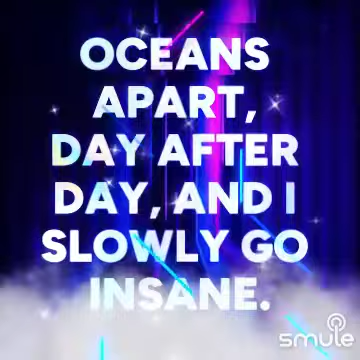 OCEANS
APART,
DAY AFTER
DAY, AND I
SLOWLY GO
INSANE.
smule